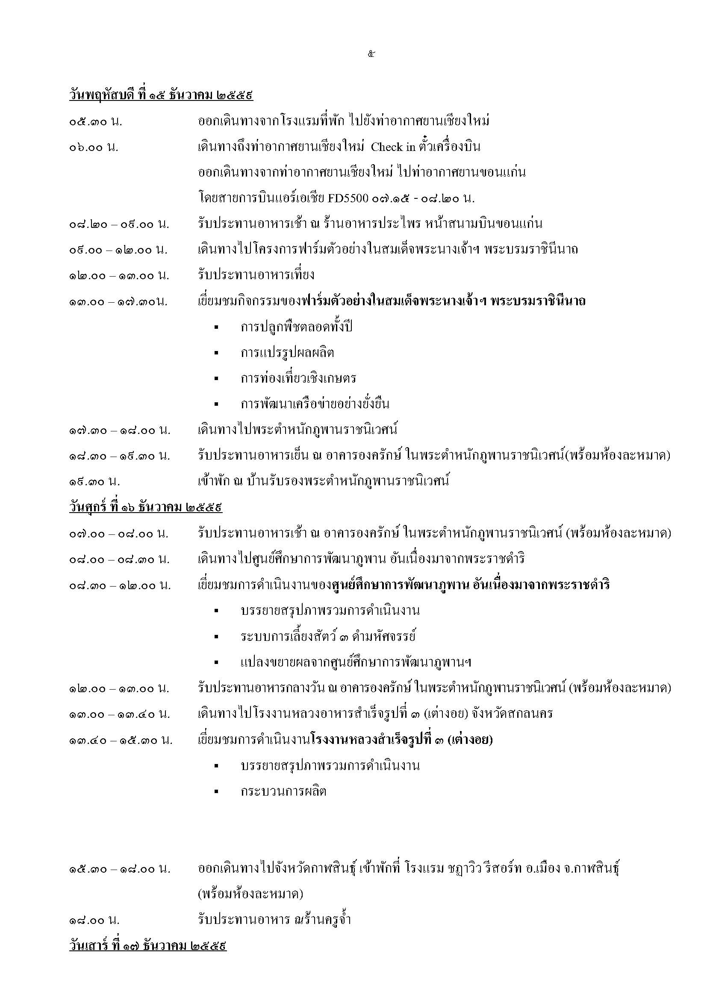 ๕
วันพฤหัสบดี ที่ ๑๕ ธันวาคม ๒๕๕๙
๐๕.๓๐ น. ออกเดินทางจากโรงแรมที่พัก ไปยังท่าอากาศยานเชียงใหม่
๐๖.๐๐ น. เดินทางถึงท่าอากาศยานเชียงใหม่ Check in ตั๋วเครื่องบิน
ออกเดินทางจากท่าอากาศยานเชียงใหม่ ไปท่าอากาศยานขอนแก่น
โดยสายการบินแอร์เอเชีย FD5500 ๐๗.๑๕ - ๐๘.๒๐ น.
๐๘.๒๐ – ๐๙.๐๐ น. รับประทานอาหารเช้า ณ ร้านอาหารประไพร หน้าสนามบินขอนแก่น
๐๙.๐๐ – ๑๒.๐๐ น. เดินทางไปโครงการฟาร์มตัวอย่างในสมเด็จพระนางเจ้าฯ พระบรมราชินีนาถ
๑๒.๐๐ – ๑๓.๐๐ น. รับประทานอาหารเที่ยง
๑๓.๐๐ – ๑๗.๓๐น. เยี่ยมชมกิจกรรมของฟาร์มตัวอย่างในสมเด็จพระนางเจ้าฯ พระบรมราชินีนาถ
▪ การปลูกพืชตลอดทั้งปี
▪ การแปรรูปผลผลิต
▪ การท่องเที่ยวเชิงเกษตร
▪ การพัฒนาเครือข่ายอย่างยั่งยืน
๑๗.๓๐ – ๑๘.๐๐ น. เดินทางไปพระตำหนักภูพานราชนิเวศน์
๑๘.๓๐ – ๑๙.๓๐ น. รับประทานอาหารเย็น ณ อาคารองครักษ์ ในพระตำหนักภูพานราชนิเวศน์(พร้อมห้องละหมาด)
๑๙.๓๐ น. เข้าพัก ณ บ้านรับรองพระตำหนักภูพานราชนิเวศน์
วันศุกร์ ที่ ๑๖ ธันวาคม ๒๕๕๙
๐๗.๐๐ – ๐๘.๐๐ น. รับประทานอาหารเช้า ณ อาคารองครักษ์ ในพระตำหนักภูพานราชนิเวศน์ (พร้อมห้องละหมาด)
๐๘.๐๐ – ๐๘.๓๐ น. เดินทางไปศูนย์ศึกษาการพัฒนาภูพาน อันเนื่องมาจากพระราชดำริ
๐๘.๓๐ – ๑๒.๐๐ น. เยี่ยมชมการดำเนินงานของศูนย์ศึกษาการพัฒนาภูพาน อันเนื่องมาจากพระราชดำริ
▪ บรรยายสรุปภาพรวมการดำเนินงาน
▪ ระบบการเลี้ยงสัตว์ ๓ ดำมหัศจรรย์
▪ แปลงขยายผลจากศูนย์ศึกษาการพัฒนาภูพานฯ
๑๒.๐๐ – ๑๓.๐๐ น. รับประทานอาหารกลางวัน ณ อาคารองครักษ์ ในพระตำหนักภูพานราชนิเวศน์ (พร้อมห้องละหมาด)
๑๓.๐๐ – ๑๓.๔๐ น. เดินทางไปโรงงานหลวงอาหารสำเร็จรูปที่ ๓ (เต่างอย) จังหวัดสกลนคร
๑๓.๔๐ – ๑๕.๓๐ น. เยี่ยมชมการดำเนินงานโรงงานหลวงสำเร็จรูปที่ ๓ (เต่างอย)
▪ บรรยายสรุปภาพรวมการดำเนินงาน
▪ กระบวนการผลิต
๑๕.๓๐ – ๑๘.๐๐ น. ออกเดินทางไปจังหวัดกาฬสินธุ์ เข้าพักที่ โรงแรม ชฎาวิว รีสอร์ท อ.เมือง จ.กาฬสินธุ์
(พร้อมห้องละหมาด)
๑๘.๐๐ น. รับประทานอาหาร ณร้านครูจ้ำ
วันเสาร์ ที่ ๑๗ ธันวาคม ๒๕๕๙